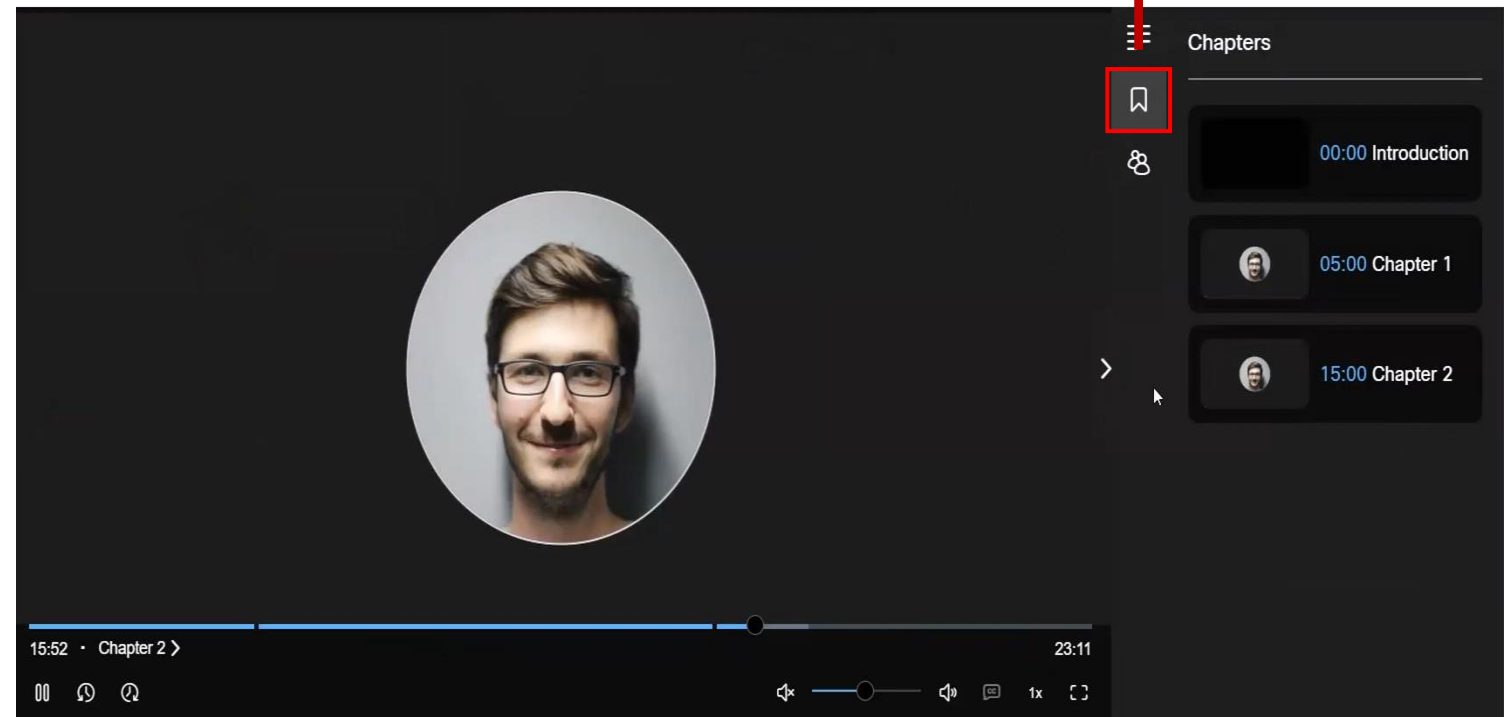 Chapters
00:00 Introduction
05:00 Chapter 1
15:00 Chapter 2
15:52 · Chapter 2
23:11
CC 1x